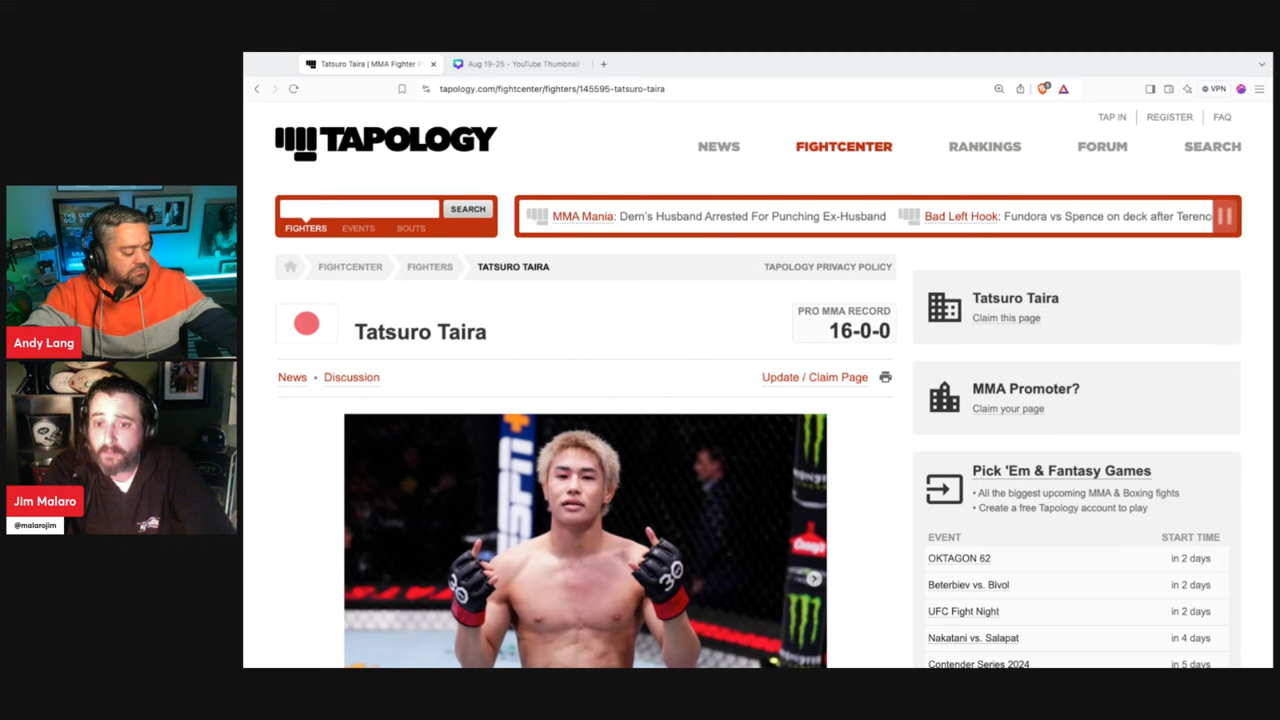 Tatsuro Taira | MMA Fighter P
Aug 19-25 - YouTube Thumbnail
tapology.com/fightcenter/fighters/145595-tatsuro-taira
VPN
TAP IN
REGISTER
FAQ
TAPOLOGY
NEWS
FIGHTCENTER
RANKINGS
FORUM
SEARCH
SEARCH
FIGHTERS
EVENTS
BOUTS
MMA Mania: Dern's Husband Arrested For Punching Ex-Husband
Bad Left Hook: Fundora vs Spence on deck after Terenc
FIGHTCENTER
FIGHTERS
TATSURO TAIRA
TAPOLOGY PRIVACY POLICY
Tatsuro Taira
PRO MMA RECORD
16-0-0
News • Discussion
Update / Claim Page
ESPN+
30
30
Tatsuro Taira
Claim this page
MMA Promoter?
Claim your page
Pick 'Em & Fantasy Games
• All the biggest upcoming MMA & Boxing fights
• Create a free Tapology account to play
EVENT START TIME
OKTAGON 62 in 2 days
Beterbiev vs. Bivol in 2 days
UFC Fight Night in 2 days
Nakatani vs. Salapat in 4 days
Contender Series 2024 in 5 days
Andy Lang
Jim Malaro
@malarojim